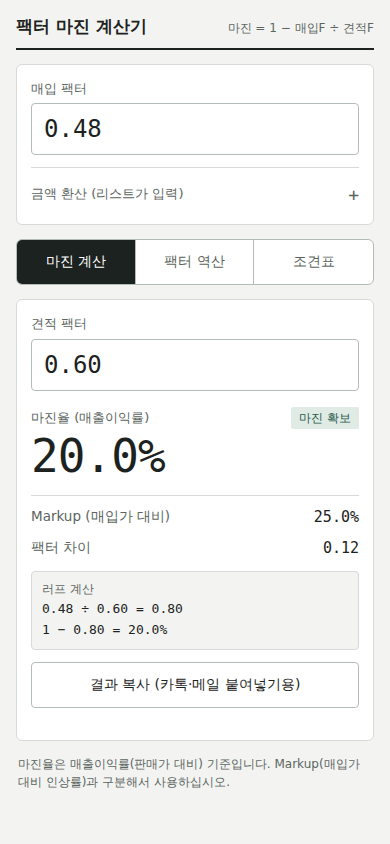 팩터 마진 계산기
마진 = 1 − 매입F ÷ 견적F
매입 팩터
0.48
금액 환산 (리스트가 입력)
+
마진 계산
팩터 역산
조견표
견적 팩터
0.60
마진율 (매출이익률)
마진 확보
20.0%
Markup (매입가 대비)
25.0%
팩터 차이
0.12
러프 계산
0.48 ÷ 0.60 = 0.80
1 − 0.80 = 20.0%
결과 복사 (카톡·메일 붙여넣기용)
마진율은 매출이익률(판매가 대비) 기준입니다. Markup(매입가
대비 인상률)과 구분해서 사용하십시오.